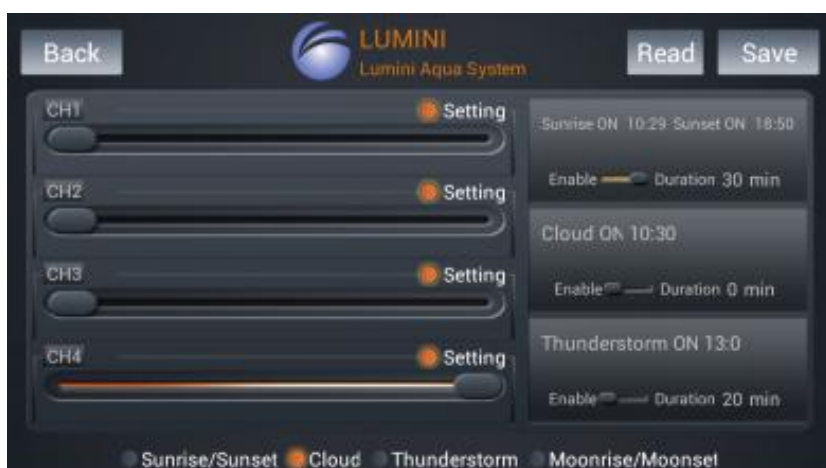 Back
LUMINI
Lumini Aqua System
Read
Save
CH1
Setting
CH2
Setting
CH3
Setting
CH4
Setting
Sunrise ON 10:29 Sunset ON 18:50
Enable Duration 30 min
Cloud ON 10:30
Enable Duration 0 min
Thunderstorm ON 13:0
Enable Duration 20 min
Sunrise/Sunset Cloud Thunderstorm Moonrise/Moonset